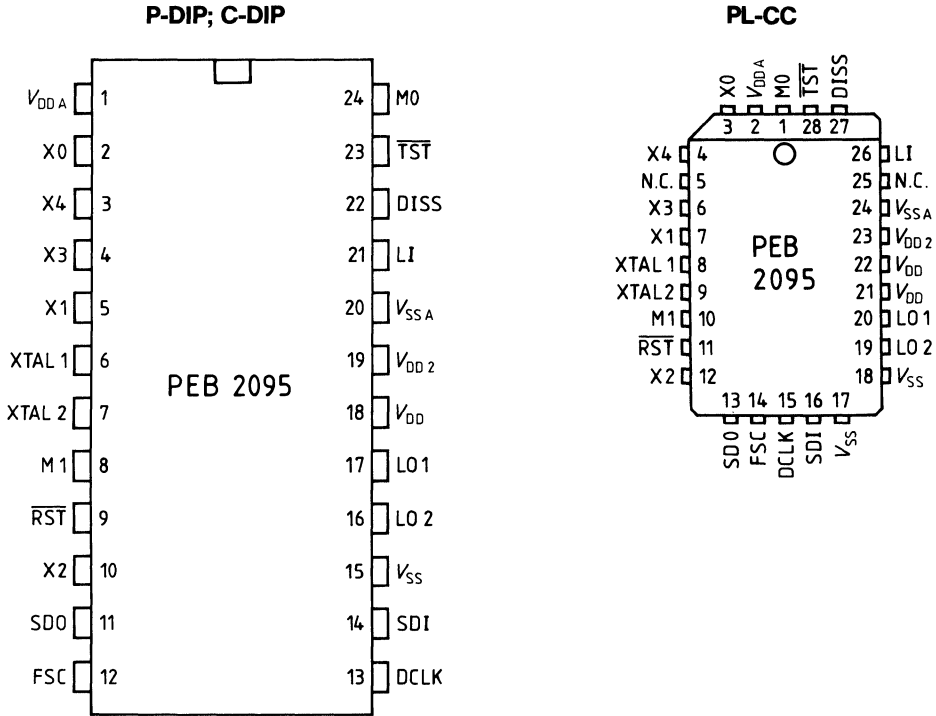 P-DIP; C-DIP
V_DDA 1 24 M0
X0 2 23 TST
X4 3 22 DISS
X3 4 21 LI
X1 5 20 V_SSA
XTAL 1 6 19 V_DD2
PEB 2095
XTAL 2 7 18 V_DD
M1 8 17 LO1
RST 9 16 LO 2
X2 10 15 V_SS
SDO 11 14 SDI
FSC 12 13 DCLK
PL-CC
X0 V_DDA M0 TST DISS
3 2 1 28 27
X4 4 26 LI
N.C. 5 25 N.C.
X3 6 24 V_SSA
X1 7 23 V_DD2
PEB
XTAL 1 8 22 V_DD
2095
XTAL2 9 21 V_DD
M1 10 20 LO1
RST 11 19 LO 2
X2 12 18 V_SS
13 14 15 16 17
SDO FSC DCLK SDI V_SS